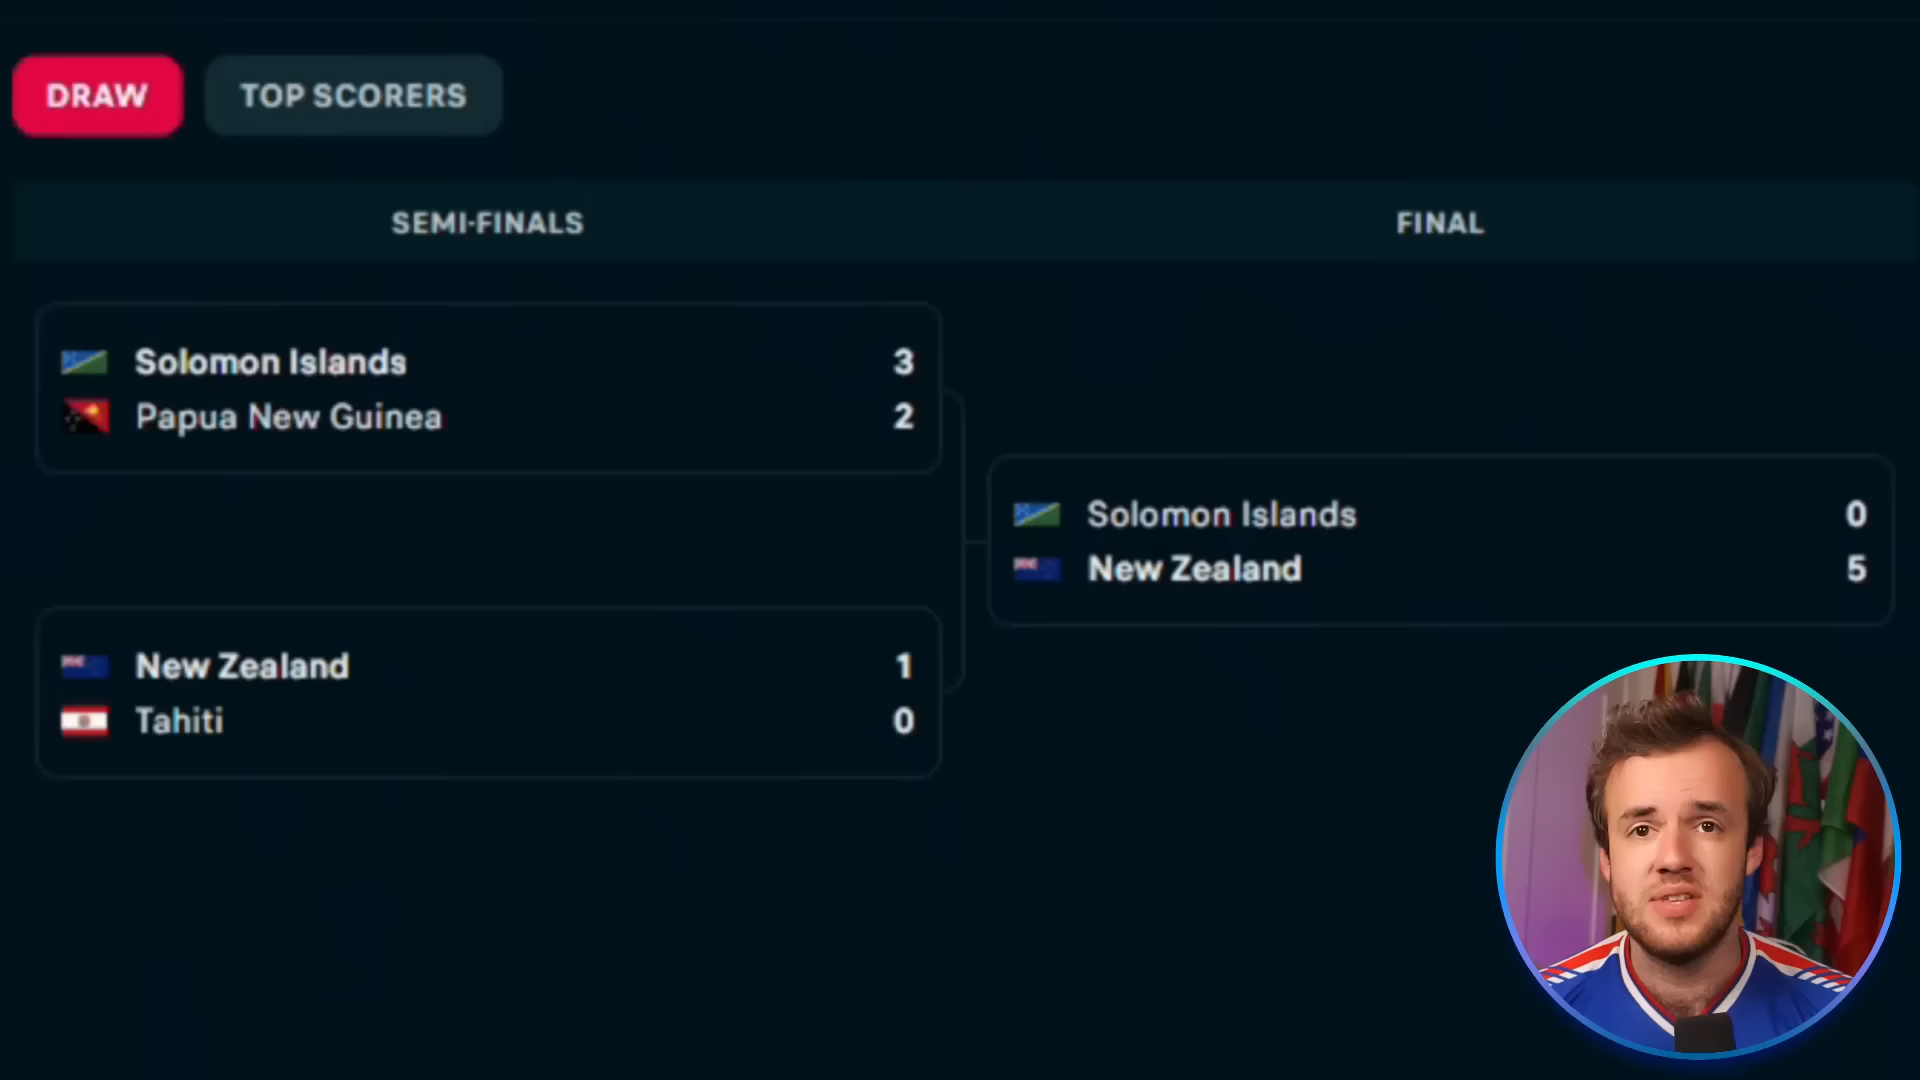 DRAW
TOP SCORERS
SEMI-FINALS
FINAL
Solomon Islands 3
Papua New Guinea 2
Solomon Islands 0
New Zealand 5
New Zealand 1
Tahiti 0